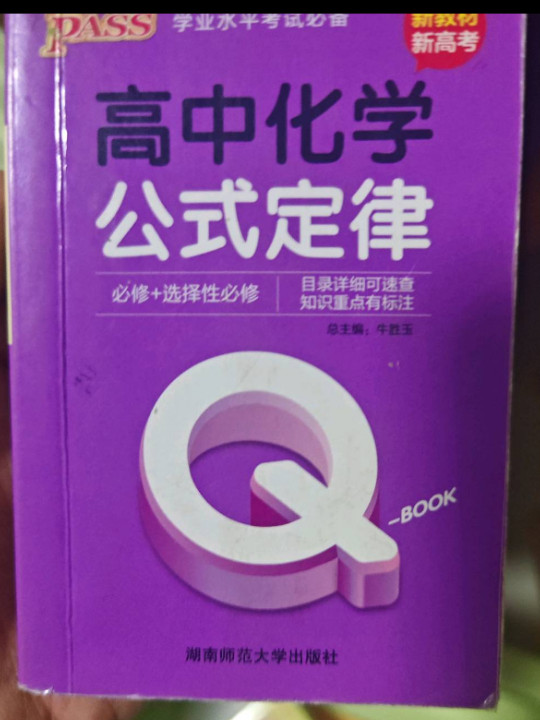 PASS
学业水平考试必备
新教材
新高考
高中化学
公式定律
必修+选择性必修
目录详细可速查
知识重点有标注
总主编：牛胜玉
Q
-BOOK
湖南师范大学出版社